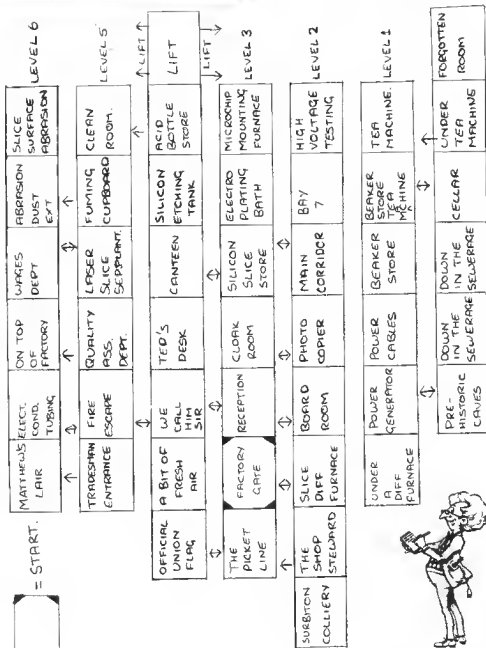 = START.
MATTHEW'S
LAIR
ELECT.
COND.
TUBING
ON TOP
OF
FACTORY
WAGES
DEPT
ABRASION
DUST
EXT
SLICE
SURFACE
ABRASION
LEVEL 6
TRADESMAN
ENTRANCE
FIRE
ESCAPE
QUALITY
ASS.
DEPT.
LASER
SLICE
FUMING
CUPBOARD
CLEAN
ROOM.
LEVEL 5
OFFICIAL
UNION
FLAG
A BIT OF
FRESH
AIR
WE
CALL
HIM
SIR
TED'S
DESK
CANTEEN
SILICON
ETCHING
TANK
ACID
BOTTLE
STORE
LIFT
LIFT
LIFT
THE
PICKET
LINE
FACTORY
GATE
RECEPTION
CLOAK
ROOM
SILICON
SLICE
STORE
ELECTRO
PLATING
BATH
MICROCHIP
MOUNTING
FURNACE
LEVEL 3
SURBITON
COLLIERY
THE
SHOP
STEWARD
SLICE
DIFF
FURNACE
BOARD
ROOM
PHOTO
COPIER
MAIN
CORRIDOR
BAY
7
HIGH
VOLTAGE
TESTING
LEVEL 2
UNDER
A
DIFF
FURNACE
POWER
GENERATOR
POWER
CABLES
BEAKER
STORE
BEAKER
STORE
TEA
MCHINE
TEA
MACHINE.
LEVEL 1
PRE-
HISTORIC
CAVES
DOWN
IN THE
SEWERAGE
DOWN
IN THE
SEWERAGE
CELLAR
UNDER
TEA
MACHINE
FORGOTTEN
ROOM